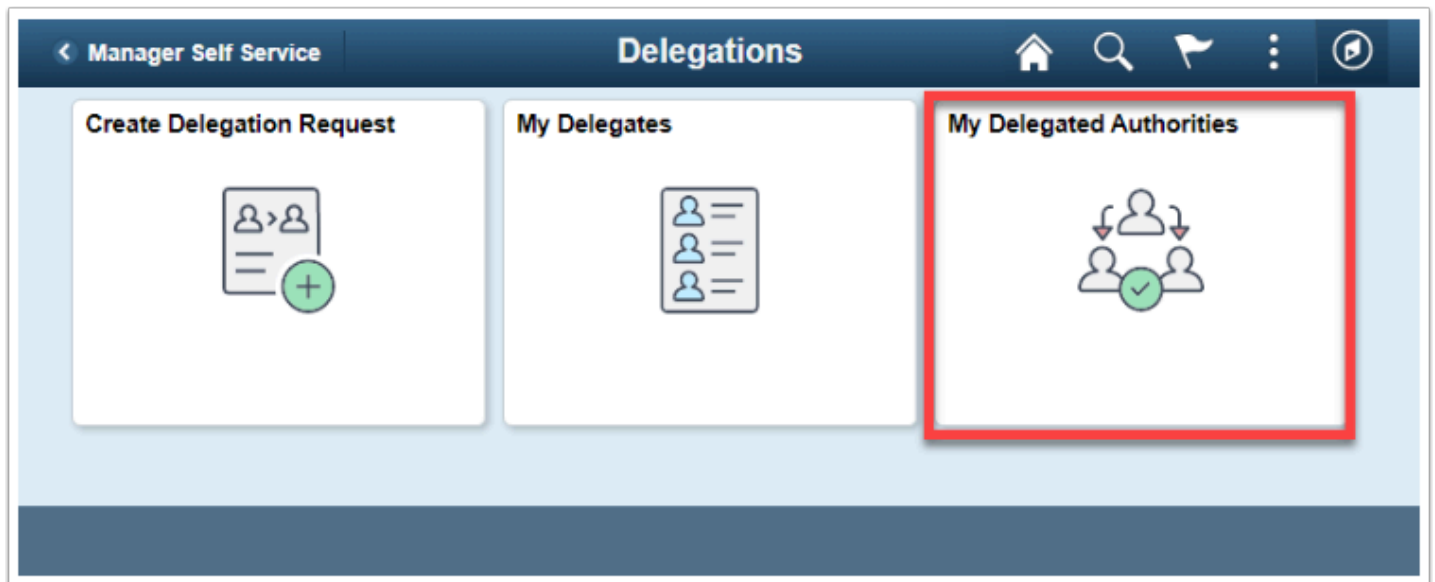 Manager Self Service
Delegations
Create Delegation Request
My Delegates
My Delegated Authorities